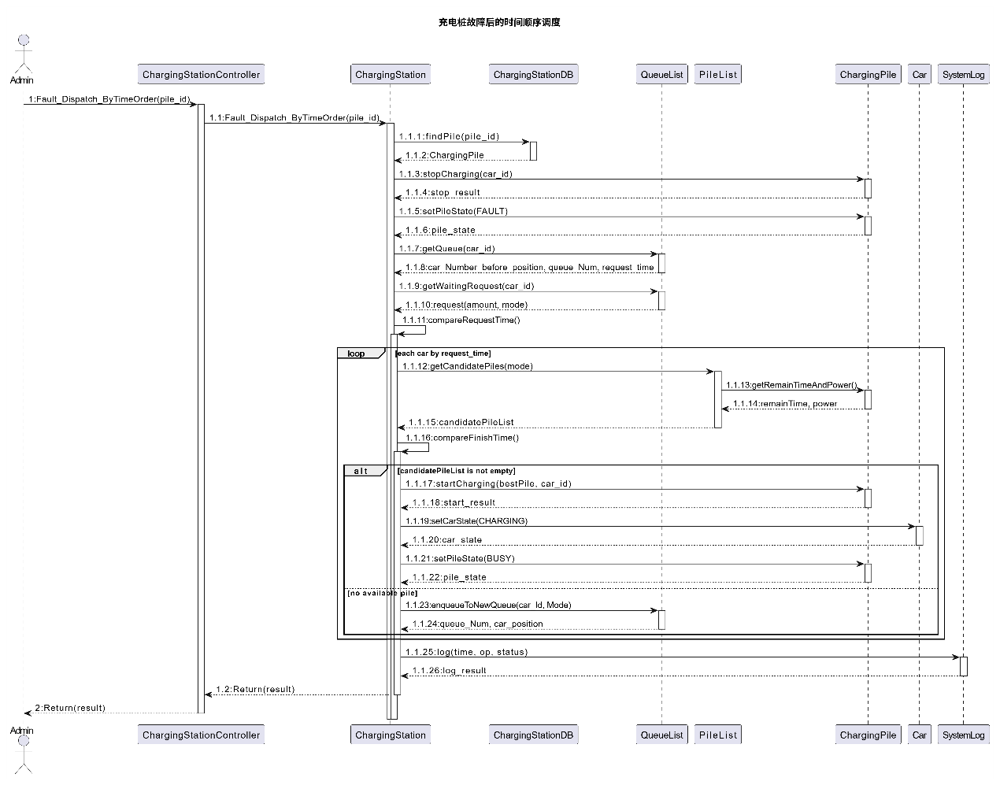 充电桩故障后的时间顺序调度
Admin
ChargingStationController
ChargingStation
ChargingStationDB
QueueList
PileList
ChargingPile
Car
SystemLog
1:Fault_Dispatch_ByTimeOrder(pile_id)
1.1:Fault_Dispatch_ByTimeOrder(pile_id)
1.1.1:findPile(pile_id)
1.1.2:ChargingPile
1.1.3:stopCharging(car_id)
1.1.4:stop_result
1.1.5:setPileState(FAULT)
1.1.6:pile_state
1.1.7:getQueue(car_id)
1.1.8:car_Number_before_position, queue_Num, request_time
1.1.9:getWaitingRequest(car_id)
1.1.10:request(amount, mode)
1.1.11:compareRequestTime()
loop
[each car by request_time]
1.1.12:getCandidatePiles(mode)
1.1.13:getRemainTimeAndPower()
1.1.14:remainTime, power
1.1.15:candidatePileList
1.1.16:compareFinishTime()
alt
[candidatePileList is not empty]
1.1.17:startCharging(bestPile, car_id)
1.1.18:start_result
1.1.19:setCarState(CHARGING)
1.1.20:car_state
1.1.21:setPileState(BUSY)
1.1.22:pile_state
[no available pile]
1.1.23:enqueueToNewQueue(car_Id, Mode)
1.1.24:queue_Num, car_position
1.1.25:log(time, op, status)
1.1.26:log_result
1.2:Return(result)
2:Return(result)
Admin
ChargingStationController
ChargingStation
ChargingStationDB
QueueList
PileList
ChargingPile
Car
SystemLog